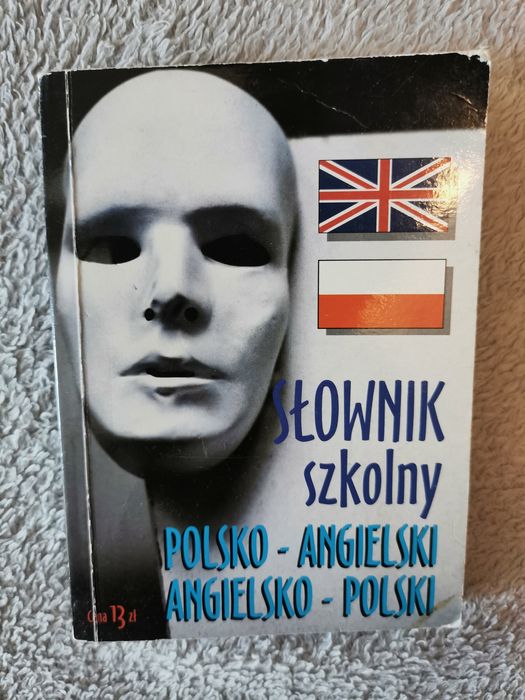 SŁOWNIK
szkolny
POLSKO - ANGIELSKI
ANGIELSKO - POLSKI
Cena 13 zł